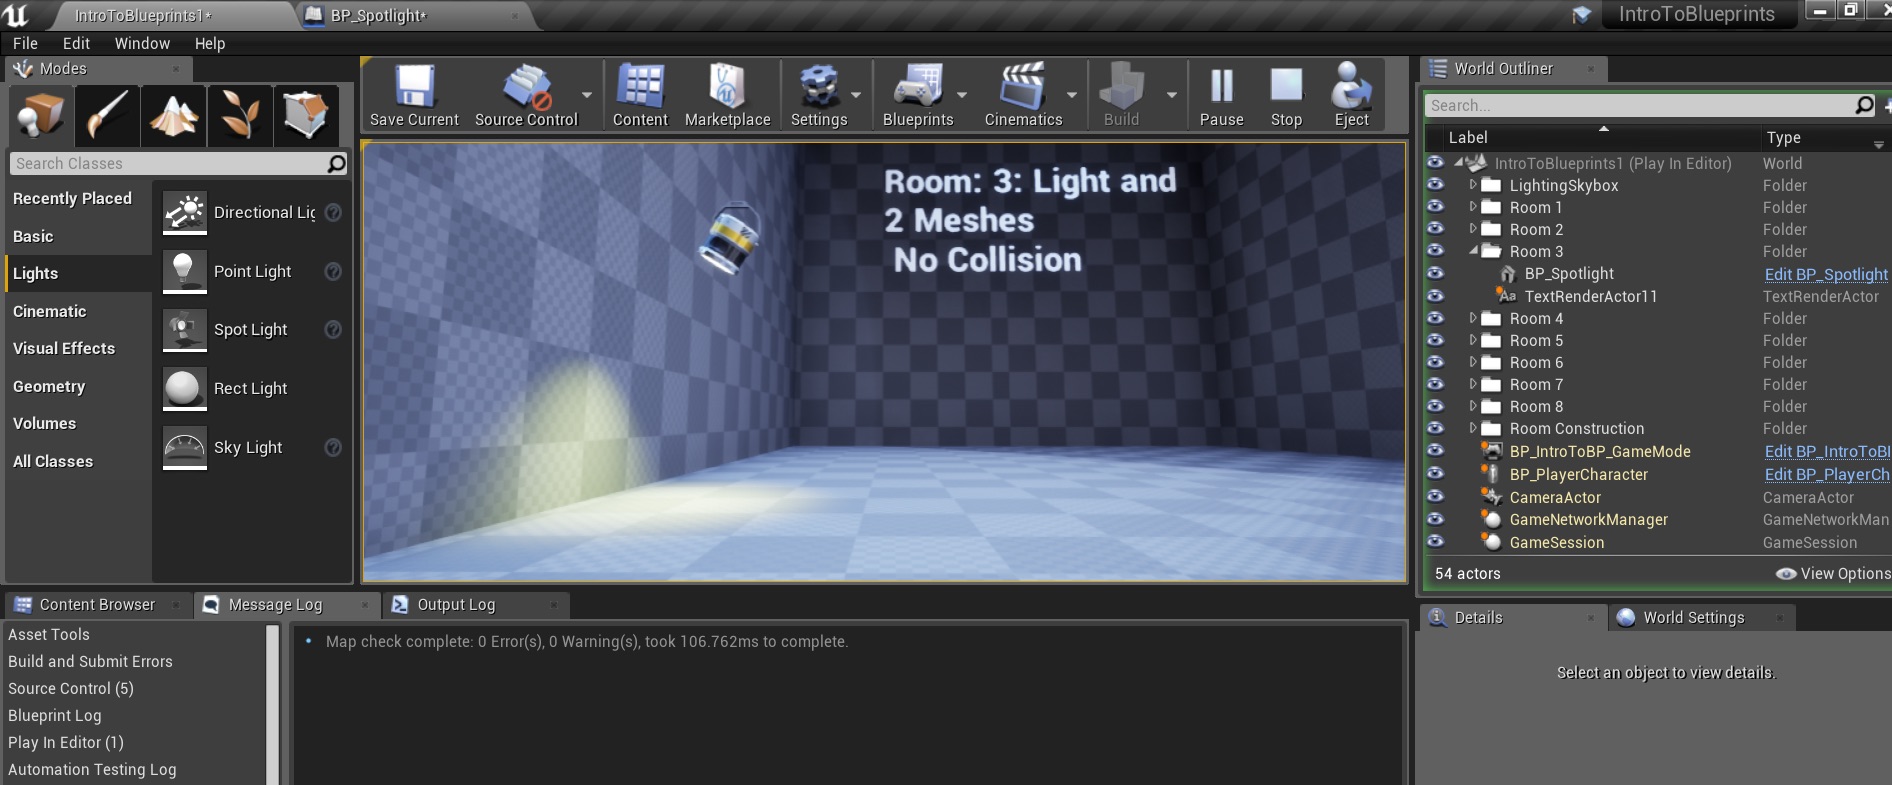 IntroToBlueprints1*
BP_Spotlight*
IntroToBlueprints
File Edit Window Help
Modes
Search Classes
Recently Placed
Basic
Lights
Cinematic
Visual Effects
Geometry
Volumes
All Classes
Directional Lig
Point Light
Spot Light
Rect Light
Sky Light
Save Current
Source Control
Content
Marketplace
Settings
Blueprints
Cinematics
Build
Pause
Stop
Eject
Room: 3: Light and
2 Meshes
No Collision
World Outliner
Search...
Label Type
IntroToBlueprints1 (Play In Editor) World
LightingSkybox Folder
Room 1 Folder
Room 2 Folder
Room 3 Folder
BP_Spotlight Edit BP_Spotlight
TextRenderActor11 TextRenderActor
Room 4 Folder
Room 5 Folder
Room 6 Folder
Room 7 Folder
Room 8 Folder
Room Construction Folder
BP_IntroToBP_GameMode Edit BP_IntroToBI
BP_PlayerCharacter Edit BP_PlayerCh
CameraActor CameraActor
GameNetworkManager GameNetworkMan
GameSession GameSession
54 actors View Options
Content Browser
Message Log
Output Log
Asset Tools
Build and Submit Errors
Source Control (5)
Blueprint Log
Play In Editor (1)
Automation Testing Log
• Map check complete: 0 Error(s), 0 Warning(s), took 106.762ms to complete.
Details
World Settings
Select an object to view details.